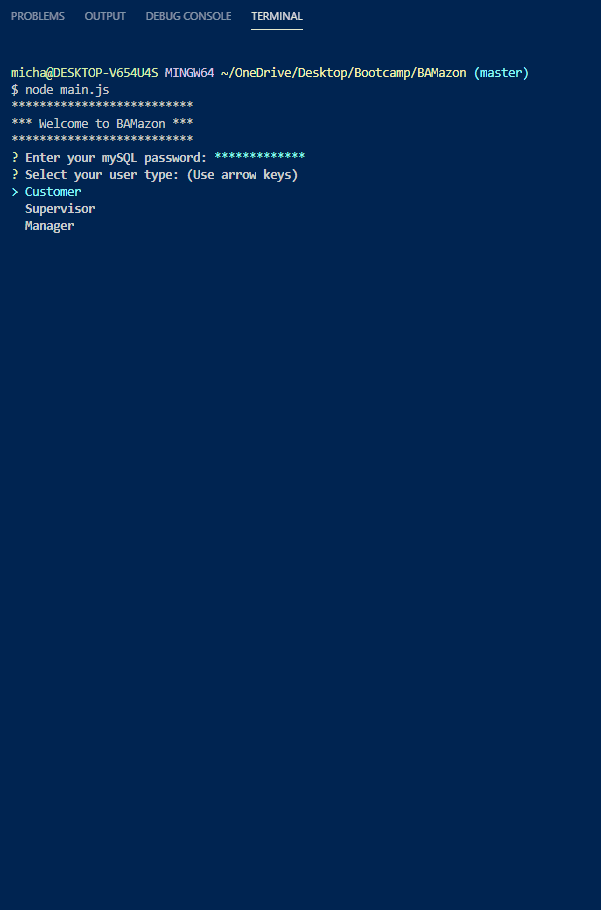 PROBLEMS OUTPUT DEBUG CONSOLE TERMINAL
micha@DESKTOP-V654U4S MINGW64 ~/OneDrive/Desktop/Bootcamp/BAMazon (master)
$ node main.js
**************************
*** Welcome to BAMazon ***
**************************
? Enter your mySQL password: *************
? Select your user type: (Use arrow keys)
> Customer
Supervisor
Manager